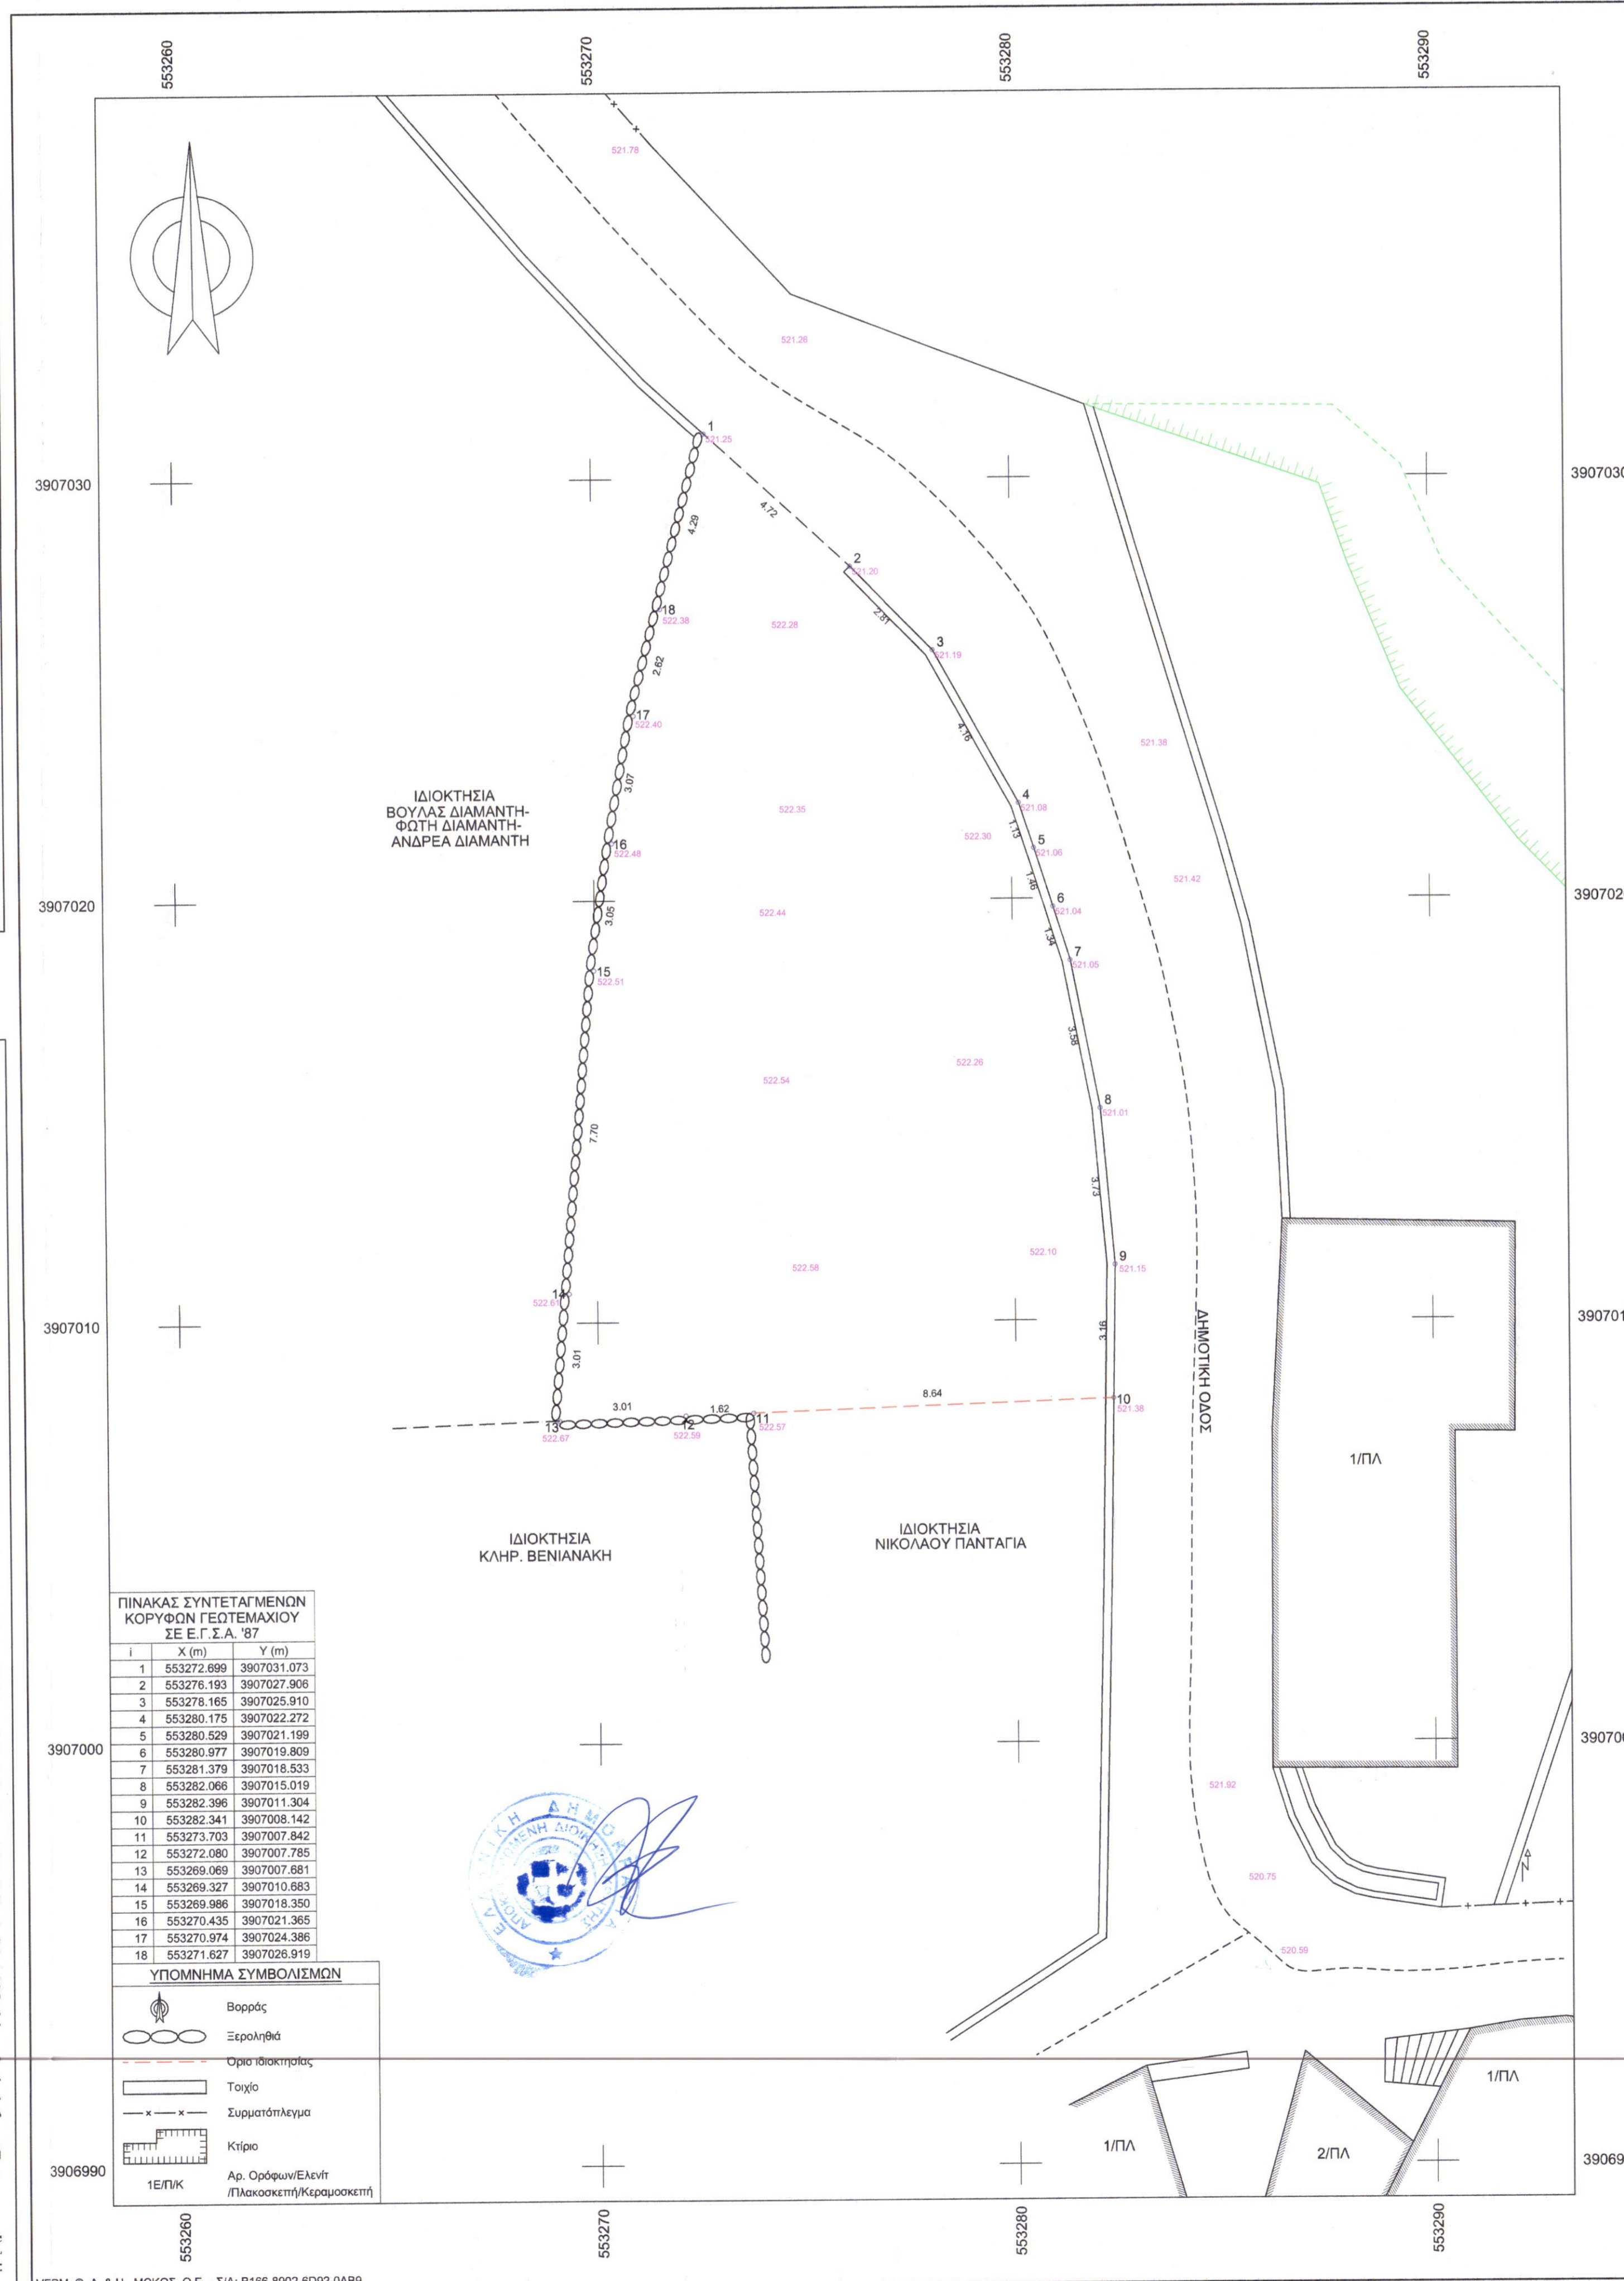 553260
553270
553280
553290
521.78
521.26
1
521.25
3907030
3907030
4.29
4.72
2
521.20
18
522.38
522.28
2.81
3
521.19
2.62
17
522.40
521.38
4.16
3.07
ΙΔΙΟΚΤΗΣΙΑ
ΒΟΥΛΑΣ ΔΙΑΜΑΝΤΗ-
ΦΩΤΗ ΔΙΑΜΑΝΤΗ-
ΑΝΔΡΕΑ ΔΙΑΜΑΝΤΗ
522.35
4
521.08
1.13
522.30
16
522.48
5
521.06
521.42
1.46
3907020
522.44
3.05
6
521.04
1.34
15
522.51
7
521.05
3.58
522.26
522.54
8
521.01
7.70
3.73
522.10
9
521.15
522.58
14
522.61
3907010
3.16
ΔΗΜΟΤΙΚΗ ΟΔΟΣ
3.01
8.64
10
521.38
3.01
1.62
13
522.67
12
522.59
11
522.57
1/ΠΛ
ΙΔΙΟΚΤΗΣΙΑ
ΚΛΗΡ. ΒΕΝΙΑΝΑΚΗ
ΙΔΙΟΚΤΗΣΙΑ
ΝΙΚΟΛΑΟΥ ΠΑΝΤΑΓΙΑ
ΠΙΝΑΚΑΣ ΣΥΝΤΕΤΑΓΜΕΝΩΝ
ΚΟΡΥΦΩΝ ΓΕΩΤΕΜΑΧΙΟΥ
ΣΕ Ε.Γ.Σ.Α. '87
i X (m) Y (m)
1 553272.699 3907031.073
2 553276.193 3907027.906
3 553278.165 3907025.910
4 553280.175 3907022.272
5 553280.529 3907021.199
6 553280.977 3907019.809
7 553281.379 3907018.533
8 553282.066 3907015.019
9 553282.396 3907011.304
10 553282.341 3907008.142
11 553273.703 3907007.842
12 553272.080 3907007.785
13 553269.069 3907007.681
14 553269.327 3907010.683
15 553269.986 3907018.350
16 553270.435 3907021.365
17 553270.974 3907024.386
18 553271.627 3907026.919
3907000
521.92
520.75
520.59
N
ΥΠΟΜΝΗΜΑ ΣΥΜΒΟΛΙΣΜΩΝ
Βορράς
Ξεροληθιά
Όριο ιδιοκτησίας
Τοιχίο
Συρματόπλεγμα
Κτίριο
1Ε/Π/Κ
Αρ. Ορόφων/Ελενίτ
/Πλακοσκεπή/Κεραμοσκεπή
1/ΠΛ
2/ΠΛ
1/ΠΛ
3906990
553260
553270
553280
553290